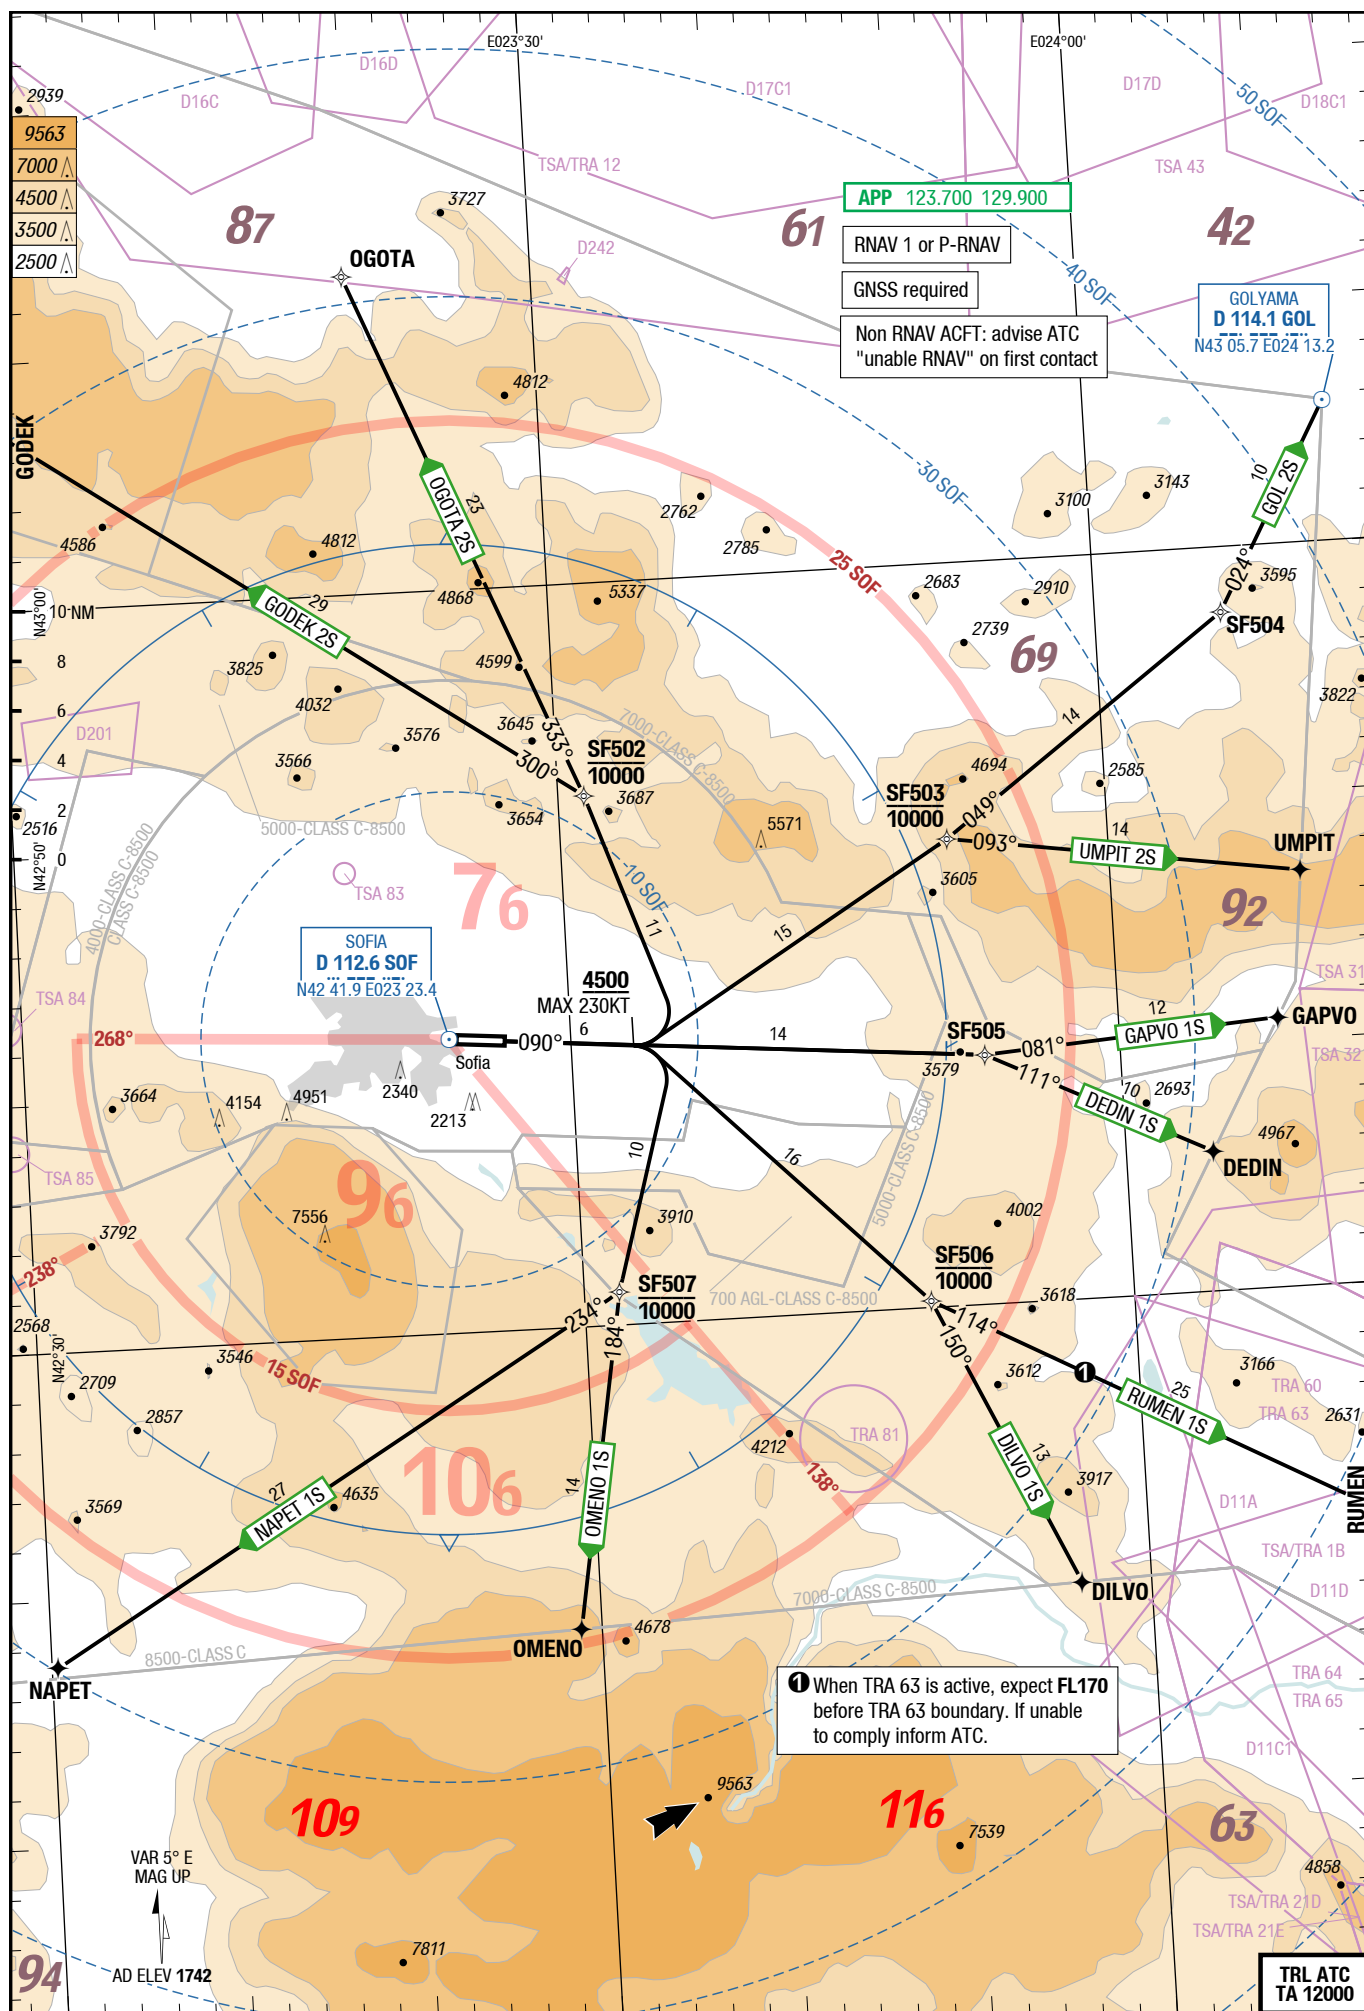 E023°30'
E024°00'
D16D
D16C
D17C1
D17D
D18C1
50 SOF
2939
9563
7000
4500
3500
2500
TSA/TRA 12
TSA 43
APP 123.700 129.900
3727
87
61
42
RNAV 1 or P-RNAV
D242
OGOTA
GNSS required
40 SOF
GOLYAMA
D 114.1 GOL
N43 05.7 E024 13.2
Non RNAV ACFT: advise ATC
"unable RNAV" on first contact
4812
GODEK
10
GOL 2S
30 SOF
OGOTA 2S
23
2762
3143
3100
2785
4586
4812
25 SOF
024°
3595
4868
5337
2683
2910
N43°00'
10 NM
29
GODEK 2S
SF504
2739
69
3825
4599
8
4032
3822
6
14
D201
7000-CLASS C-8500
3645
333°
3576
SF502
10000
4
3566
300°
4694
2585
SF503
10000
049°
2
3654
3687
2516
5000-CLASS C-8500
5571
14
093°
UMPIT 2S
UMPIT
N42°50'
0
4000-CLASS C-8500
CLASS C-8500
TSA 83
76
10 SOF
3605
92
11
15
SOFIA
D 112.6 SOF
N42 41.9 E023 23.4
4500
MAX 230KT
TSA 31
TSA 84
12
GAPVO 1S
GAPVO
268°
090°
6
14
SF505
081°
Sofia
3579
TSA 32
111°
2340
10
DEDIN 1S
2693
3664
4154
4951
2213
4967
10
16
DEDIN
TSA 85
5000-CLASS C-8500
96
7556
3910
4002
3792
238°
SF506
10000
SF507
10000
700 AGL-CLASS C-8500
3618
234°
184°
114°
150°
2568
N42°30'
3546
15 SOF
3612
1
3166
TRA 60
25
RUMEN 1S
TRA 63
2631
2709
2857
TRA 81
4212
138°
106
DILVO 1S
13
3917
RUMEN
D11A
27
NAPET 1S
4635
14
OMENO 1S
3569
TSA/TRA 1B
D11D
7000-CLASS C-8500
DILVO
OMENO
4678
8500-CLASS C
NAPET
1 When TRA 63 is active, expect FL170
before TRA 63 boundary. If unable
to comply inform ATC.
TRA 64
TRA 65
D11C1
9563
109
116
63
7539
VAR 5° E
MAG UP
4858
TSA/TRA 21D
TSA/TRA 21E
7811
94
AD ELEV 1742
TRL ATC
TA 12000